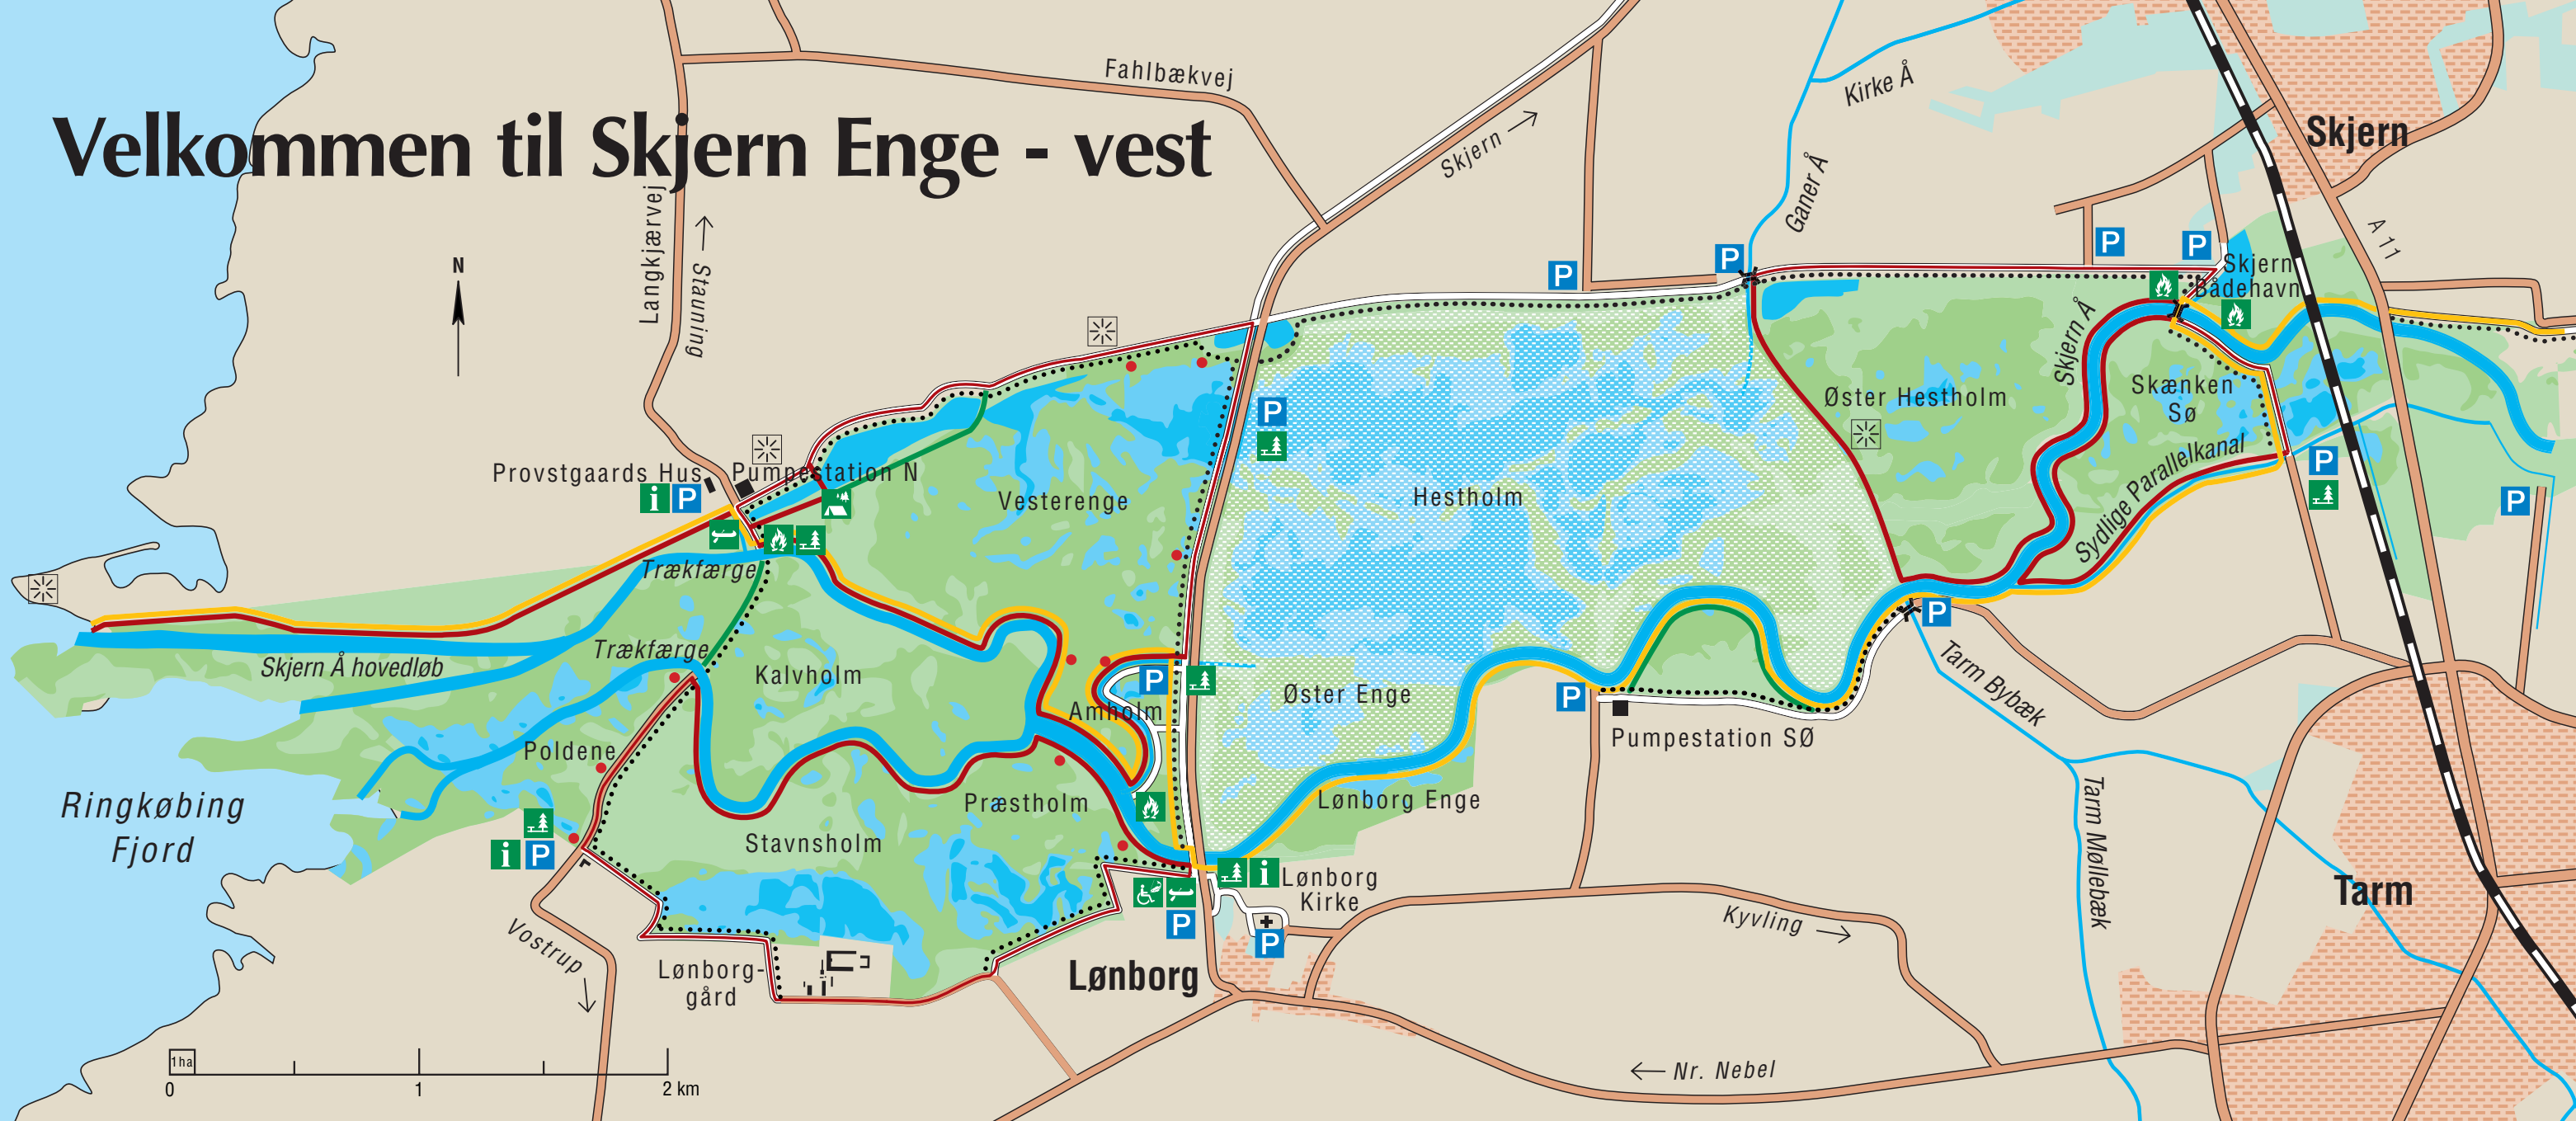 Velkommen til Skjern Enge - vest
Fahlbækvej
Skjern
Kirke Å
Ganer Å
Skjern
A 11
Langkjærvej
Stauning
N
P
P
P
P
Skjern
Bådehavn
Skjern Å
Skænken
Sø
Øster Hestholm
Sydlige Parallelkanal
P
P
P
Hestholm
Vesterenge
Provstgaards Hus
i P
Pumpestation N
Trækfærge
Trækfærge
Skjern Å hovedløb
Kalvholm
P
Amholm
Øster Enge
P
Pumpestation SØ
P
Tarm Bybæk
Tarm Møllebæk
Poldene
Præstholm
Lønborg Enge
Stavnsholm
Ringkøbing
Fjord
i P
i
Lønborg
Kirke
P
P
Kyvling
Tarm
Vostrup
Lønborg-
gård
Lønborg
Nr. Nebel
1 ha
0 1 2 km